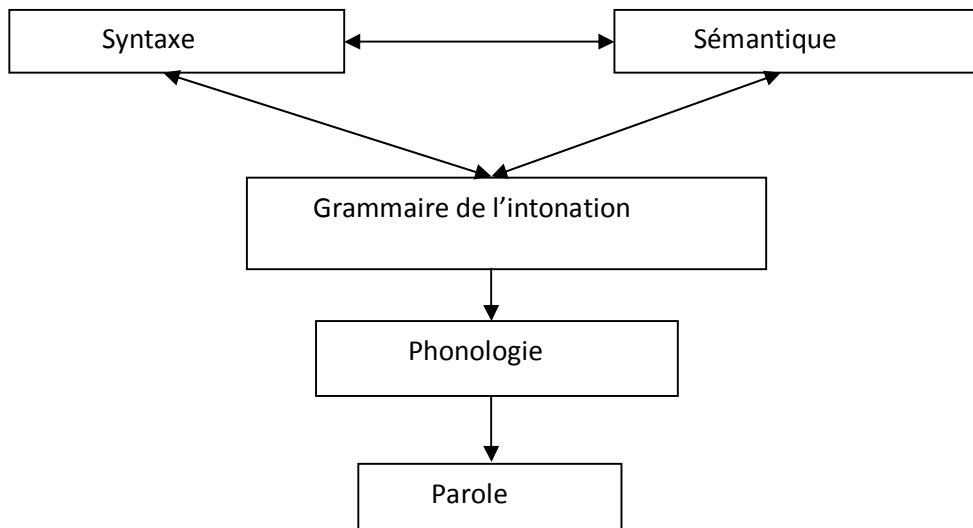 Syntaxe
Sémantique
Grammaire de l’intonation
Phonologie
Parole